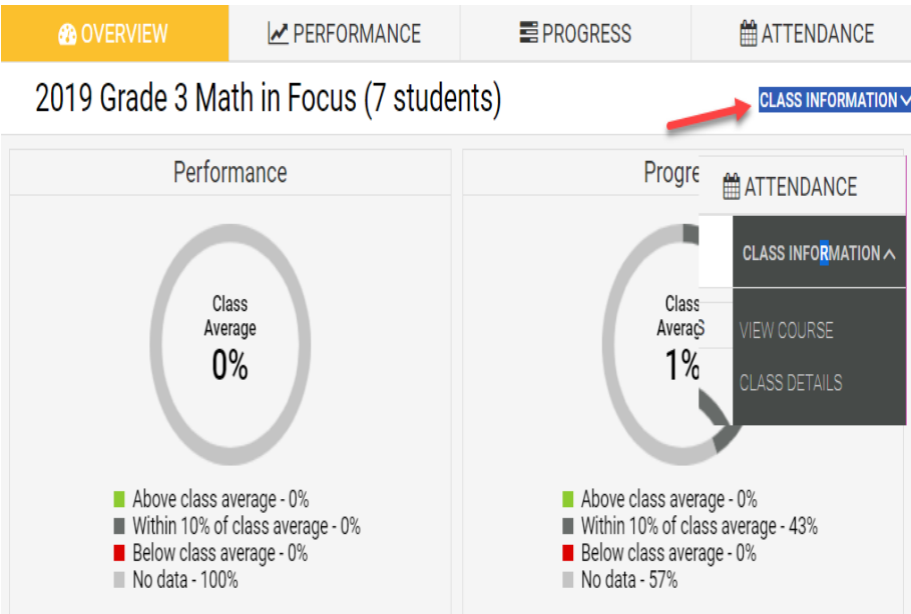 OVERVIEW PERFORMANCE PROGRESS ATTENDANCE
2019 Grade 3 Math in Focus (7 students) CLASS INFORMATION
Performance
Class
Average
0%
Above class average - 0%
Within 10% of class average - 0%
Below class average - 0%
No data - 100%
Progre
Class
Averag
1%
Above class average - 0%
Within 10% of class average - 43%
Below class average - 0%
No data - 57%
ATTENDANCE
CLASS INFORMATION
VIEW COURSE
CLASS DETAILS